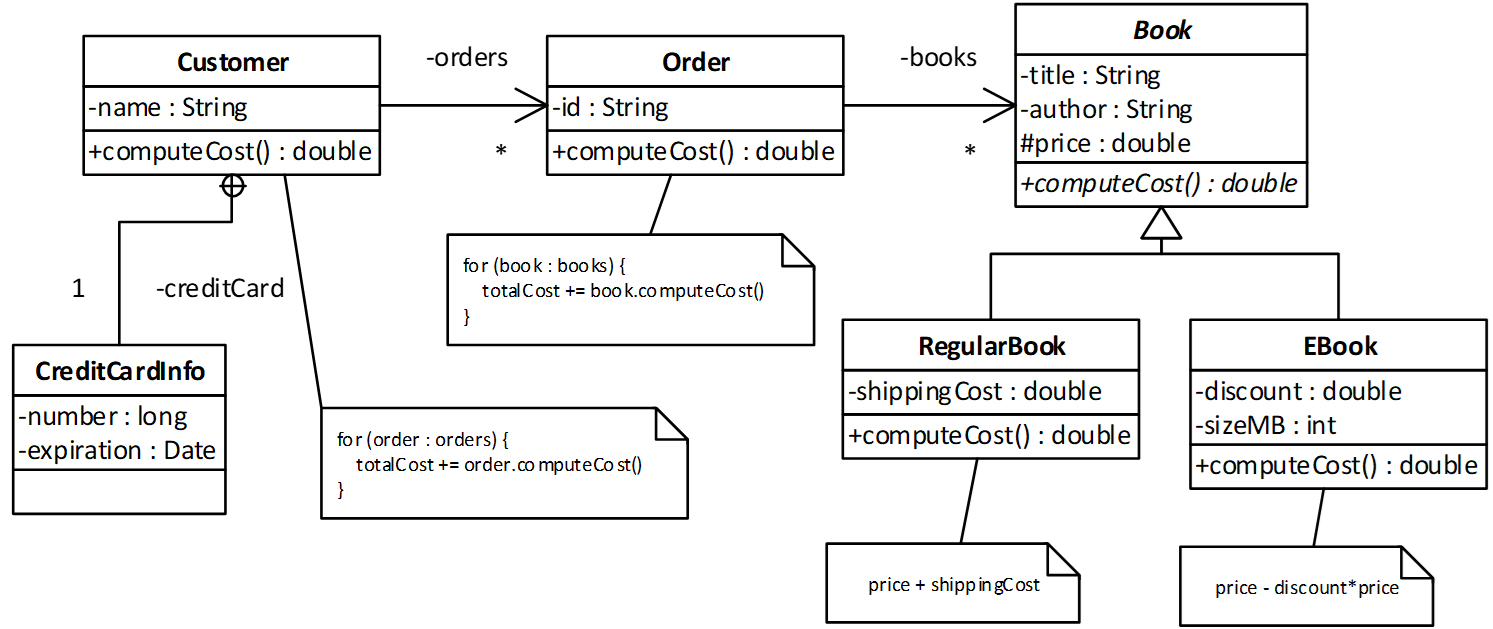 Customer
-name : String
+computeCost() : double
-orders
*
Order
-id : String
+computeCost() : double
-books
*
Book
-title : String
-author : String
#price : double
+computeCost() : double
1
-creditCard
CreditCardInfo
-number : long
-expiration : Date
for (order : orders) {
totalCost += order.computeCost()
}
for (book : books) {
totalCost += book.computeCost()
}
RegularBook
-shippingCost : double
+computeCost() : double
price + shippingCost
EBook
-discount : double
-sizeMB : int
+computeCost() : double
price - discount*price